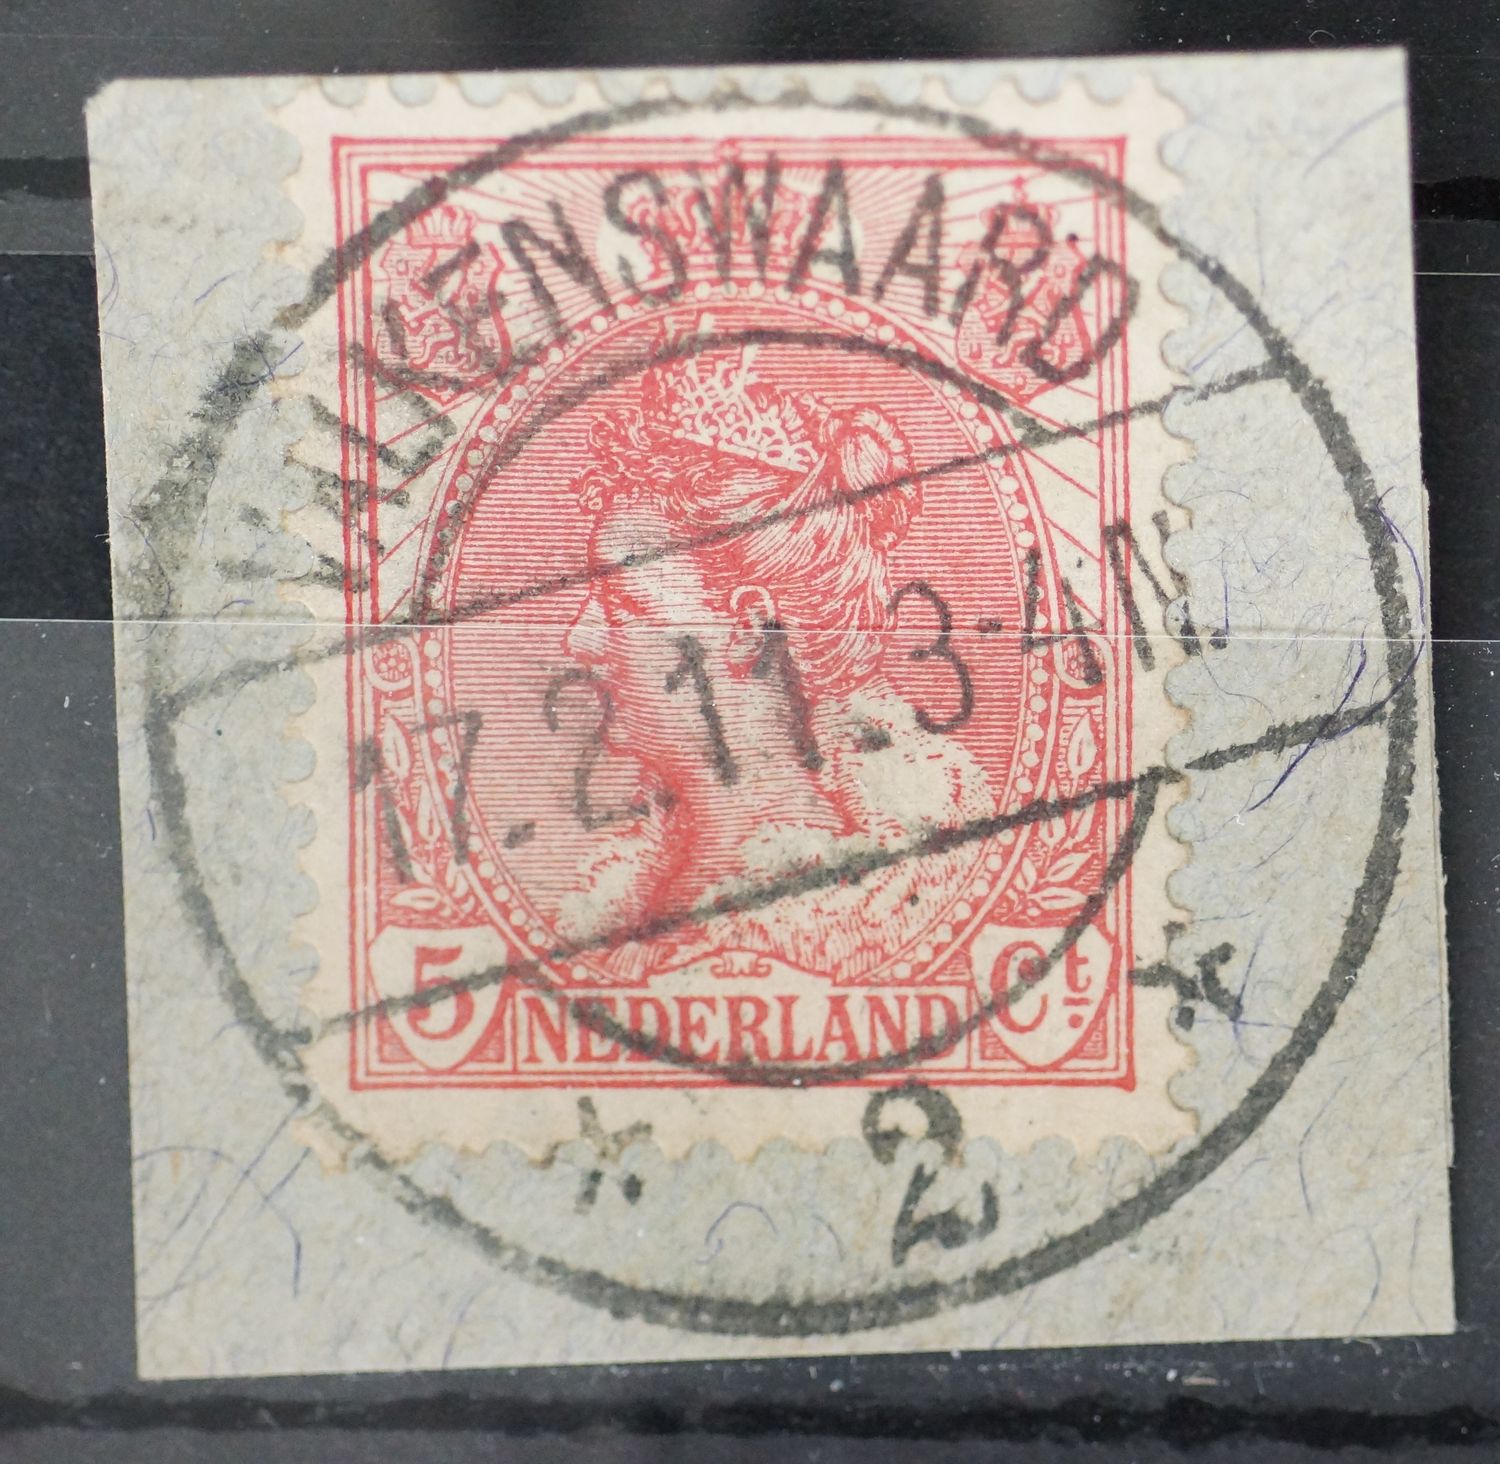 VALKENSWAARD
17.2.11.3-4N.
5 NEDERLAND Ct.
* 2 *